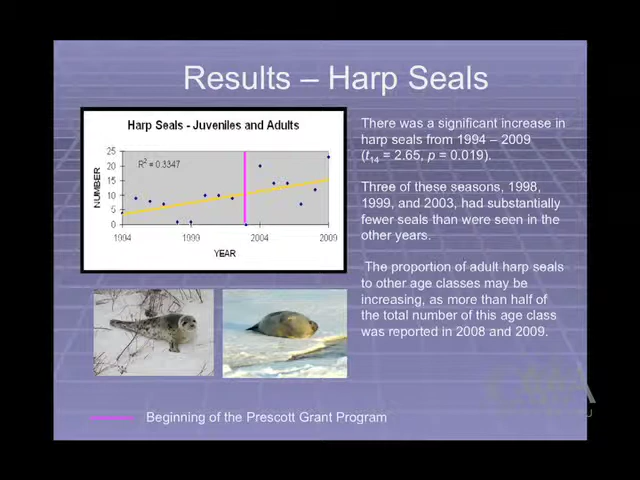 Results – Harp Seals
Harp Seals - Juveniles and Adults
R² = 0.3347
NUMBER
25
20
15
10
5
0
1994
1999
2004
2009
YEAR
There was a significant increase in
harp seals from 1994 – 2009
(t14 = 2.65, p = 0.019).
Three of these seasons, 1998,
1999, and 2003, had substantially
fewer seals than were seen in the
other years.
The proportion of adult harp seals
to other age classes may be
increasing, as more than half of
the total number of this age class
was reported in 2008 and 2009.
Beginning of the Prescott Grant Program